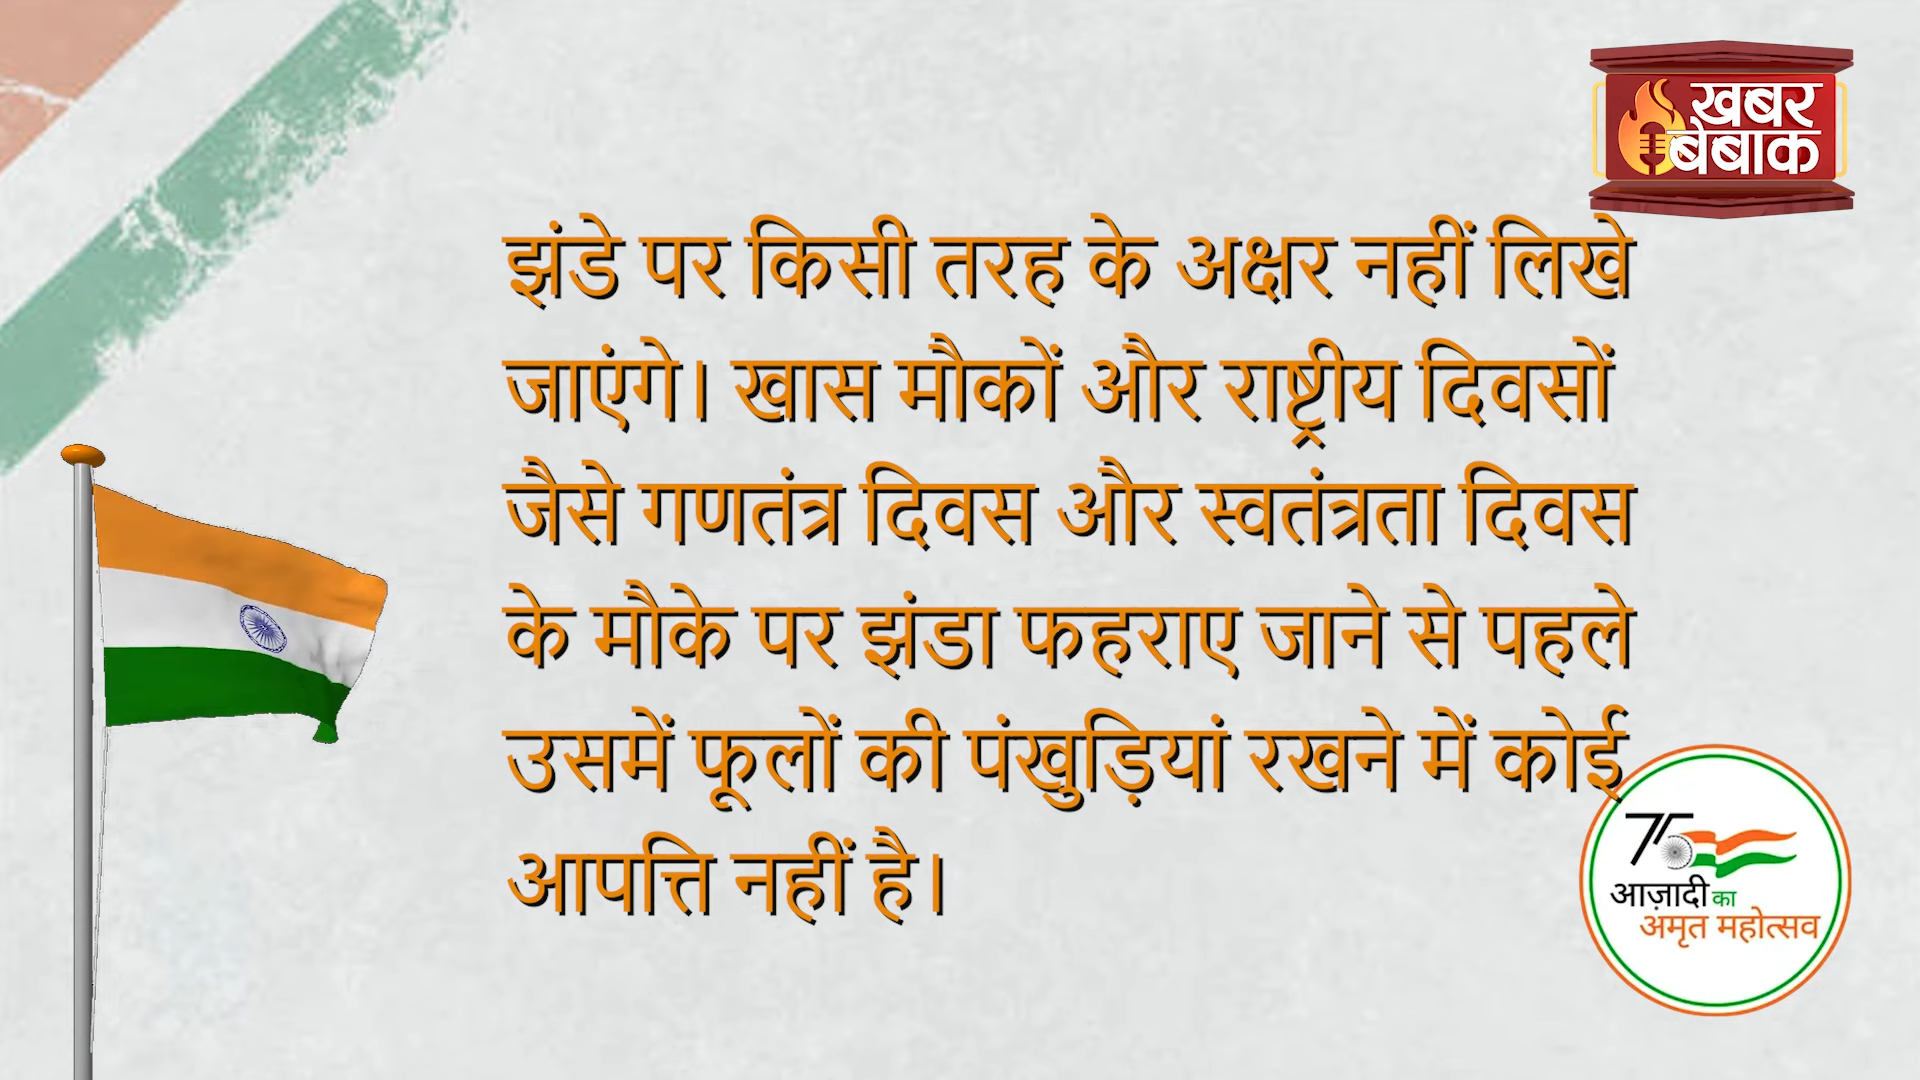 खबर
बेबाक
झंडे पर किसी तरह के अक्षर नहीं लिखे
जाएंगे। खास मौकों और राष्ट्रीय दिवसों
जैसे गणतंत्र दिवस और स्वतंत्रता दिवस
के मौके पर झंडा फहराए जाने से पहले
उसमें फूलों की पंखुड़ियां रखने में कोई
आपत्ति नहीं है।
75
आज़ादी का
अमृत महोत्सव